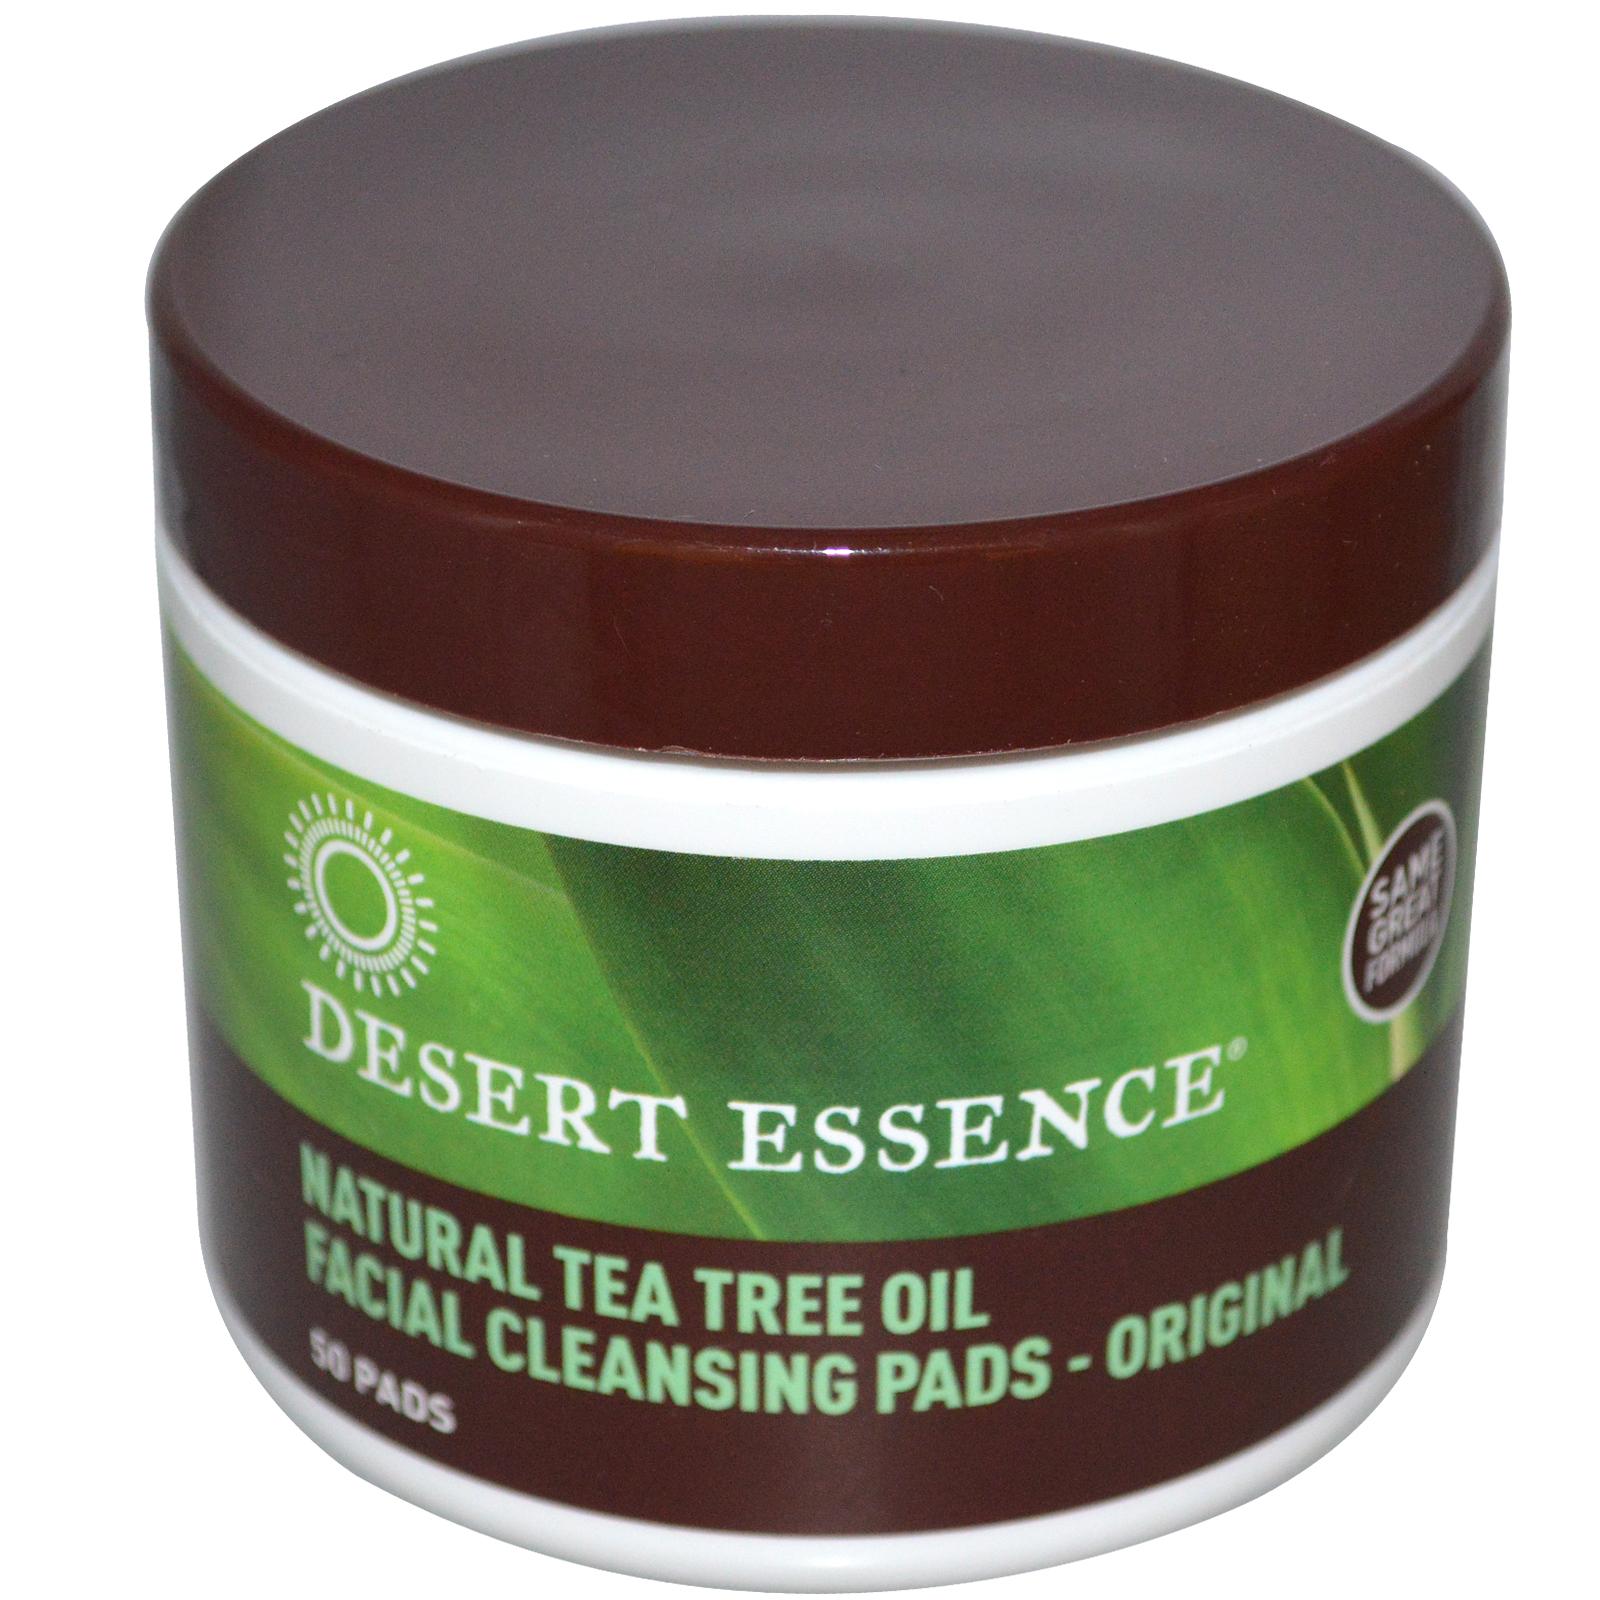 SAME
GREAT
FORMULA
DESERT ESSENCE®
NATURAL TEA TREE OIL
FACIAL CLEANSING PADS - ORIGINAL
50 PADS